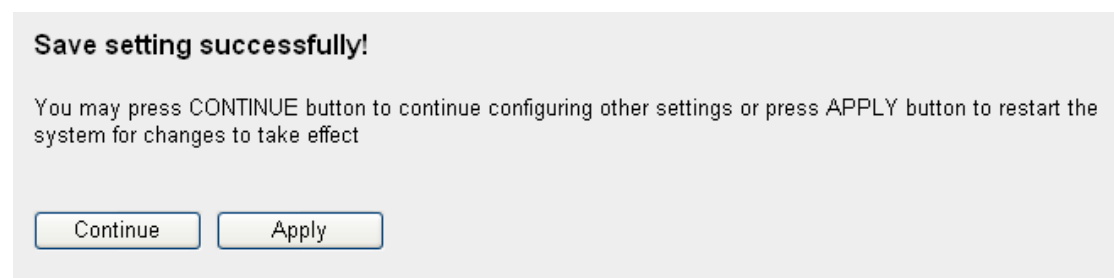 Save setting successfully!
You may press CONTINUE button to continue configuring other settings or press APPLY button to restart the
system for changes to take effect
Continue
Apply